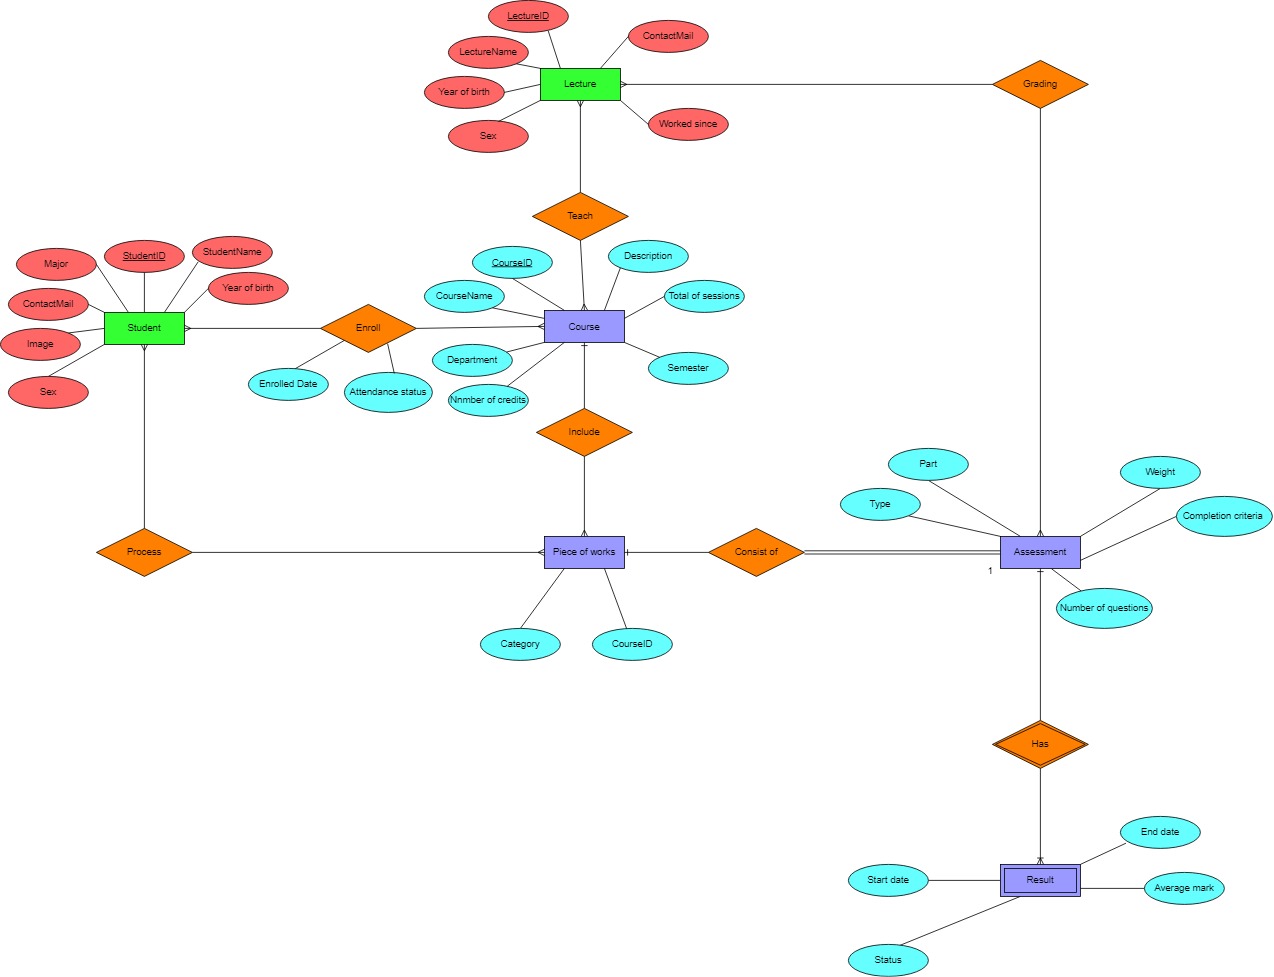 LectureID
ContactMail
LectureName
Lecture
Grading
Year of birth
Worked since
Sex
Teach
StudentID
StudentName
Major
CourseID
Description
Year of birth
CourseName
Total of sessions
ContactMail
Student
Enroll
Course
Image
Department
Semester
Enrolled Date
Attendance status
Sex
Nnmber of credits
Include
Part
Weight
Type
Completion criteria
Process
Piece of works
Consist of
Assessment
1
Number of questions
Category
CourseID
Has
End date
Start date
Result
Average mark
Status